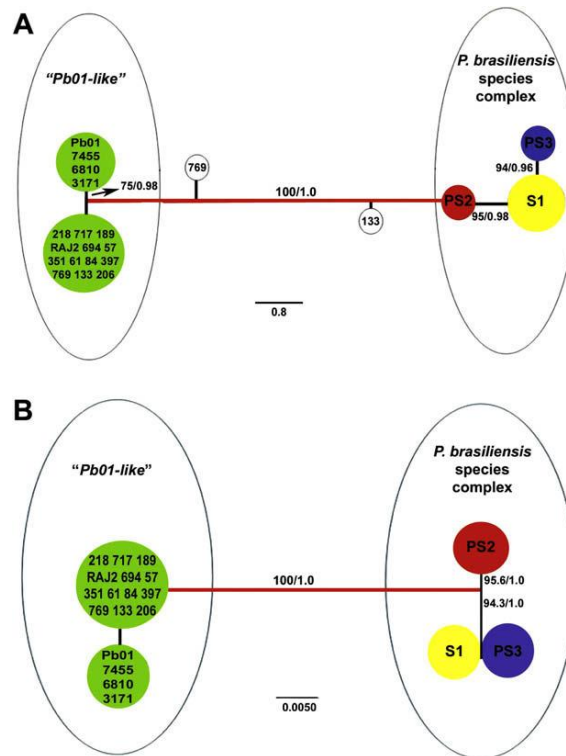 A
"Pb01-like"
P. brasiliensis
species
complex
Pb01
7455
6810
3171
75/0.98
769
100/1.0
133
PS2
95/0.98
94/0.96
PS3
S1
218 717 189
RAJ2 694 57
351 61 84 397
769 133 206
0.8
B
"Pb01-like"
P. brasiliensis
species
complex
218 717 189
RAJ2 694 57
351 61 84 397
769 133 206
100/1.0
PS2
95.6/1.0
94.3/1.0
S1
PS3
Pb01
7455
6810
3171
0.0050